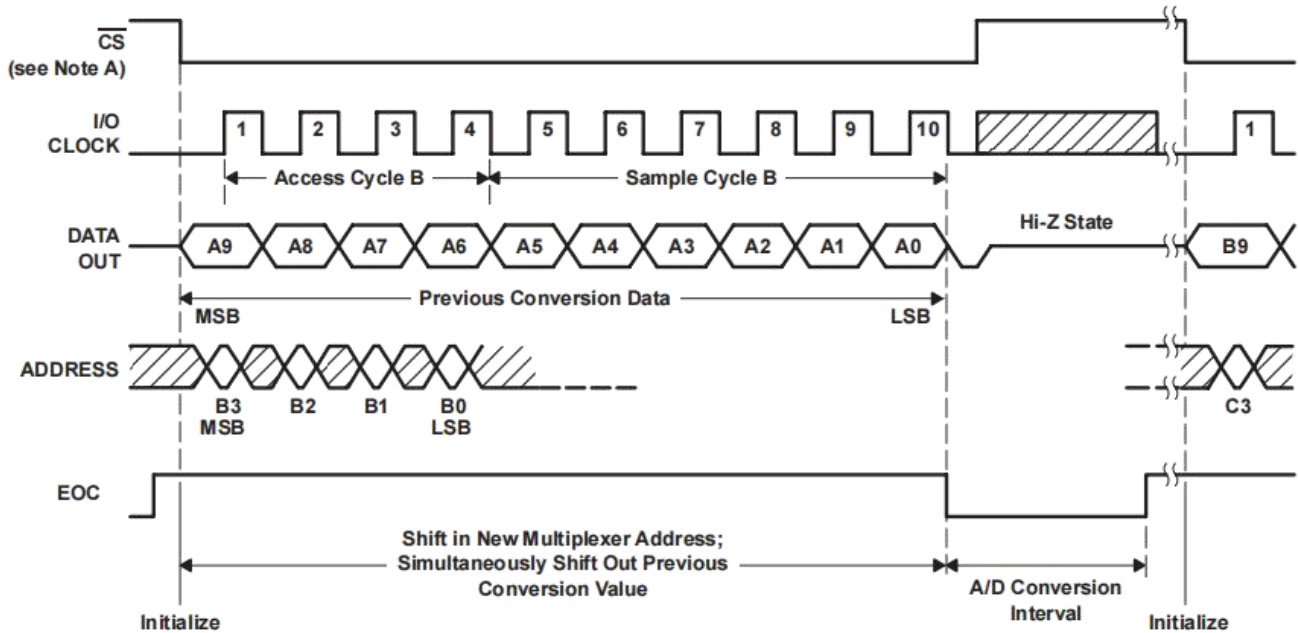 CS
(see Note A)
I/O
CLOCK
1 2 3 4 5 6 7 8 9 10 1
Access Cycle B
Sample Cycle B
DATA
OUT
A9 A8 A7 A6 A5 A4 A3 A2 A1 A0
Hi-Z State
B9
Previous Conversion Data
MSB
LSB
ADDRESS
B3 B2 B1 B0 C3
MSB LSB
EOC
Shift in New Multiplexer Address;
Simultaneously Shift Out Previous
Conversion Value
A/D Conversion
Interval
Initialize
Initialize